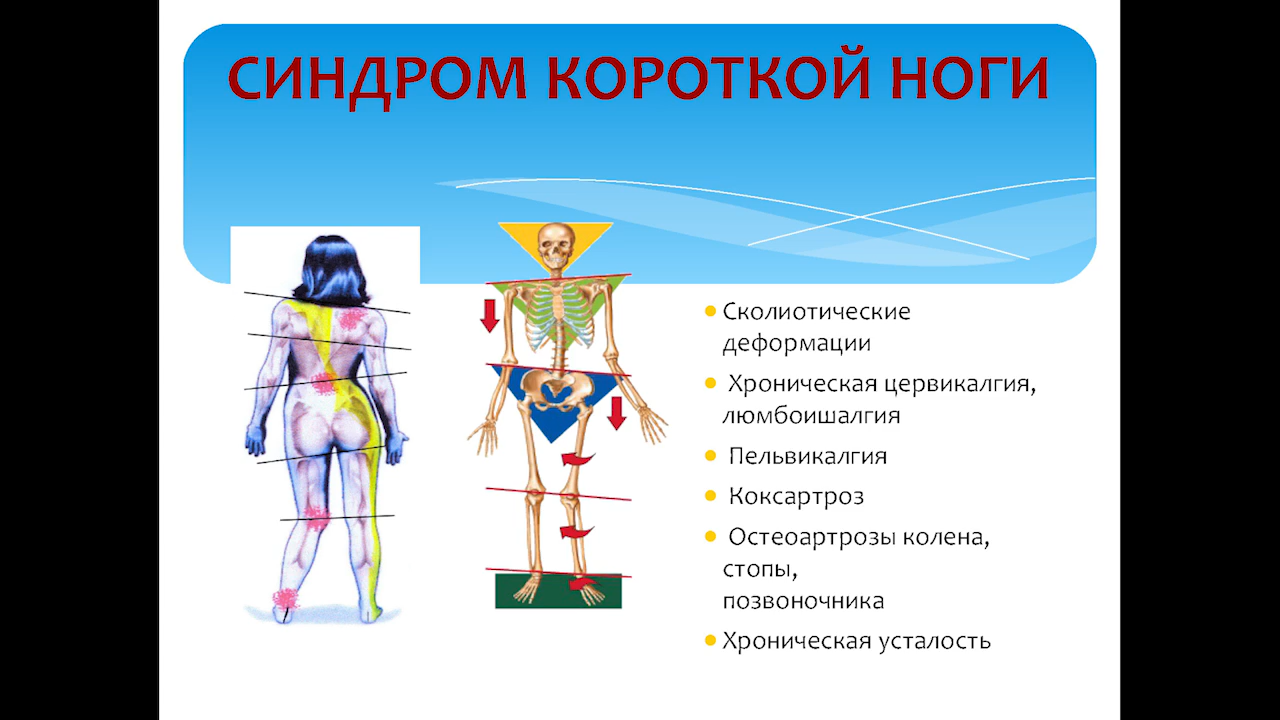 СИНДРОМ КОРОТКОЙ НОГИ
Сколиотические
деформации
Хроническая цервикалгия,
люмбоишалгия
Пельвикалгия
Коксартроз
Остеоартрозы колена,
стопы,
позвоночника
Хроническая усталость